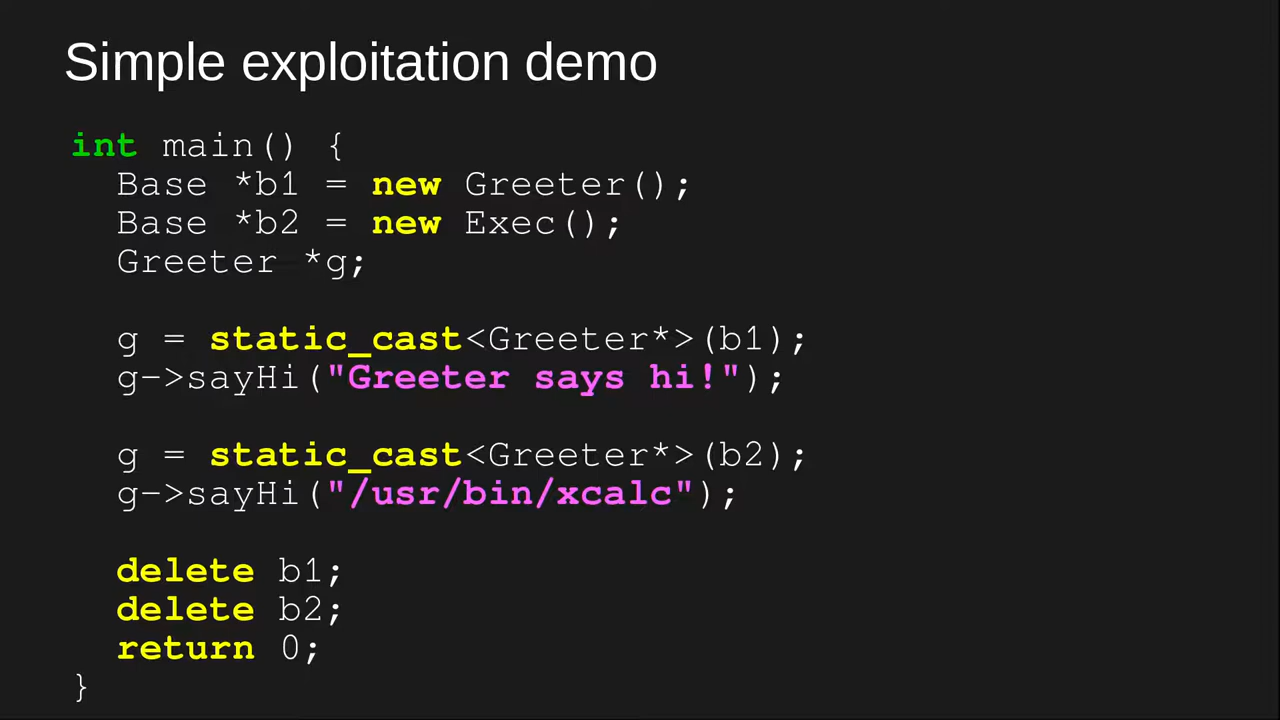 Simple exploitation demo
int main() {
Base *b1 = new Greeter();
Base *b2 = new Exec();
Greeter *g;
g = static_cast<Greeter*>(b1);
g->sayHi("Greeter says hi!");
g = static_cast<Greeter*>(b2);
g->sayHi("/usr/bin/xcalc");
delete b1;
delete b2;
return 0;
}